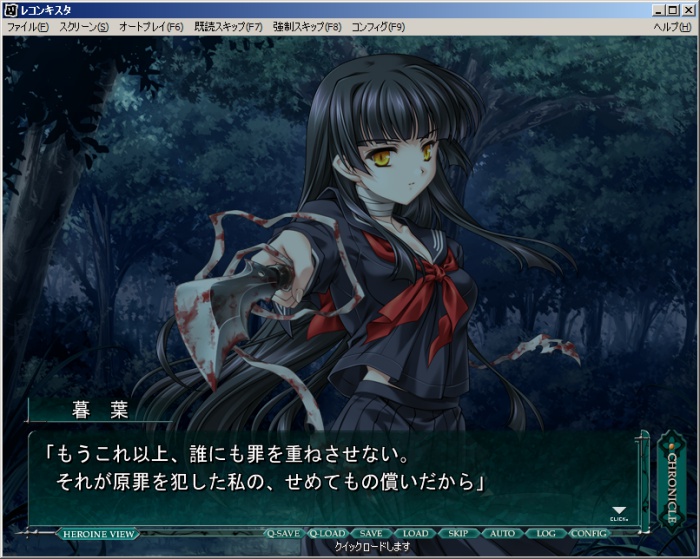 レコンキスタ
ファイル(F) スクリーン(S) オートプレイ(F6) 既読スキップ(F7) 強制スキップ(F8) コンフィグ(F9) ヘルプ(H)
暮 葉
「もうこれ以上、誰にも罪を重ねさせない。
それが原罪を犯した私の、せめてもの償いだから」
CLICK
CHRONICLE
HEROINE VIEW Q-SAVE Q-LOAD SAVE LOAD SKIP AUTO LOG CONFIG
クイックロードします